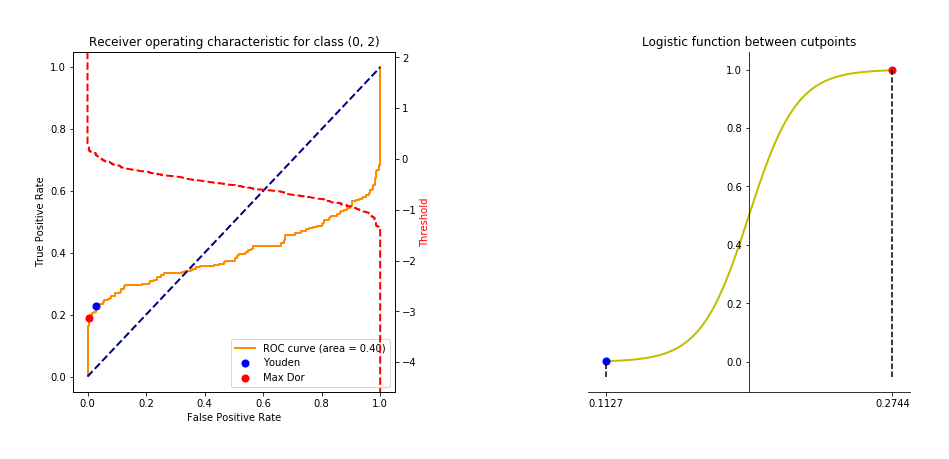 Receiver operating characteristic for class (0, 2)
True Positive Rate
1.0
0.8
0.6
0.4
0.2
0.0
0.0 0.2 0.4 0.6 0.8 1.0
False Positive Rate
2
1
0
−1
−2
−3
−4
Threshold
ROC curve (area = 0.40)
Youden
Max Dor
Logistic function between cutpoints
1.0
0.8
0.6
0.4
0.2
0.0
0.1127 0.2744